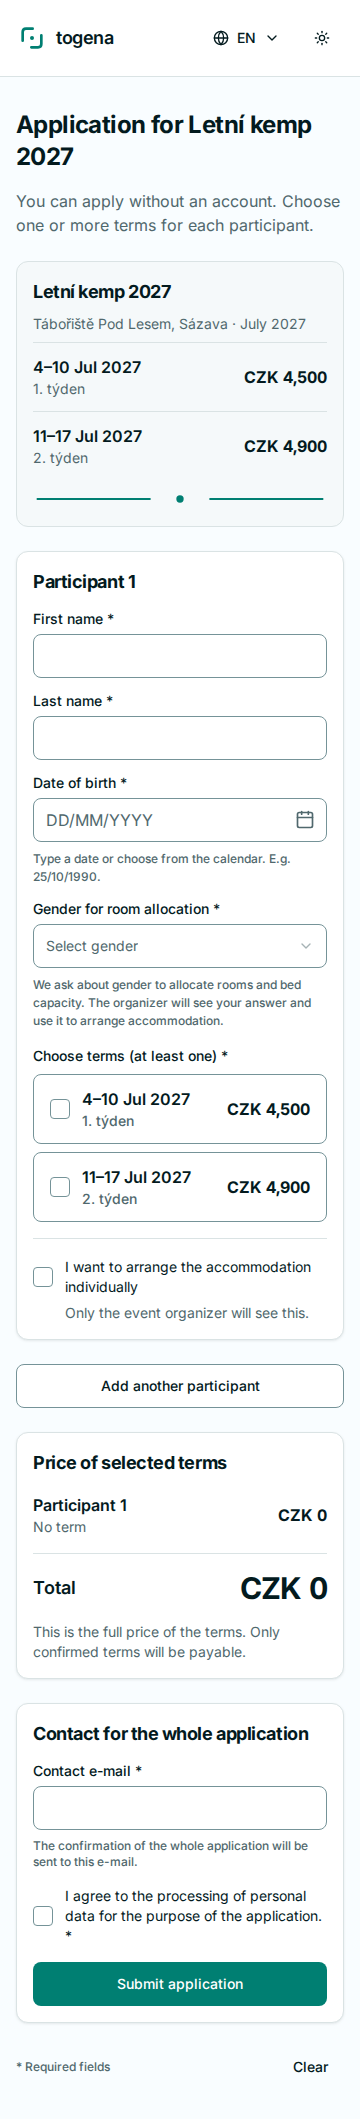 togena
EN
Application for Letní kemp
2027
You can apply without an account. Choose
one or more terms for each participant.
Letní kemp 2027
Tábořiště Pod Lesem, Sázava · July 2027
4–10 Jul 2027
CZK 4,500
1. týden
11–17 Jul 2027
CZK 4,900
2. týden
Participant 1
First name *
Last name *
Date of birth *
DD/MM/YYYY
Type a date or choose from the calendar. E.g.
25/10/1990.
Gender for room allocation *
Select gender
We ask about gender to allocate rooms and bed
capacity. The organizer will see your answer and
use it to arrange accommodation.
Choose terms (at least one) *
4–10 Jul 2027
CZK 4,500
1. týden
11–17 Jul 2027
CZK 4,900
2. týden
I want to arrange the accommodation
individually
Only the event organizer will see this.
Add another participant
Price of selected terms
Participant 1
CZK 0
No term
Total
CZK 0
This is the full price of the terms. Only
confirmed terms will be payable.
Contact for the whole application
Contact e-mail *
The confirmation of the whole application will be
sent to this e-mail.
I agree to the processing of personal
data for the purpose of the application.
*
Submit application
* Required fields
Clear